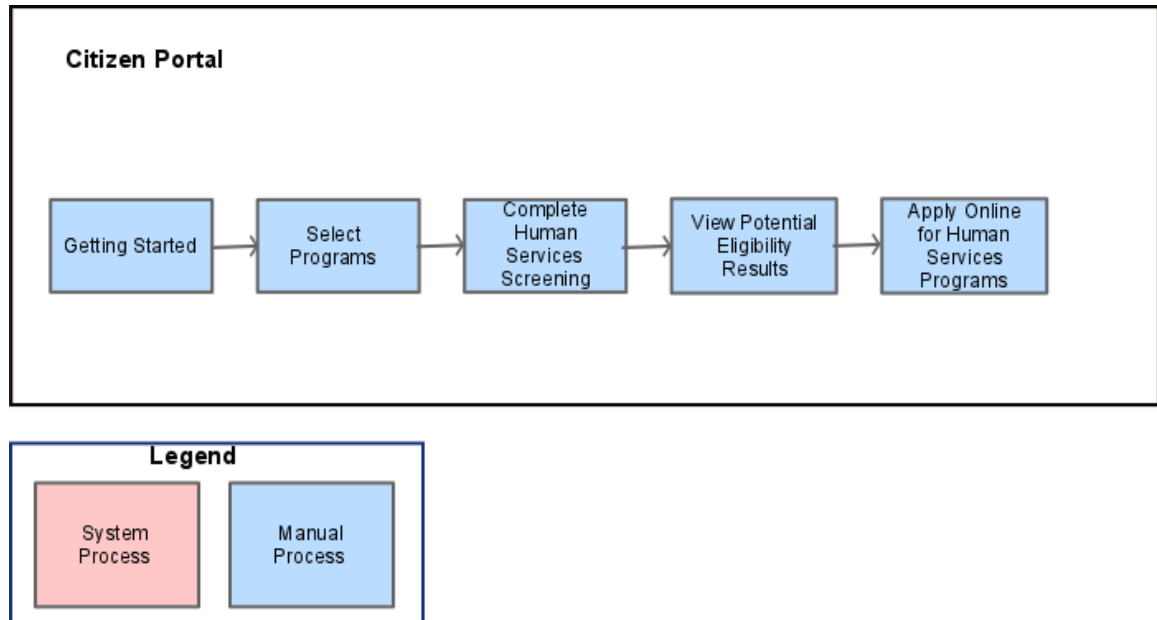 Citizen Portal
Getting Started
Select
Programs
Complete
Human
Services
Screening
View Potential
Eligibility
Results
Apply Online
for Human
Services
Programs
Legend
System
Process
Manual
Process